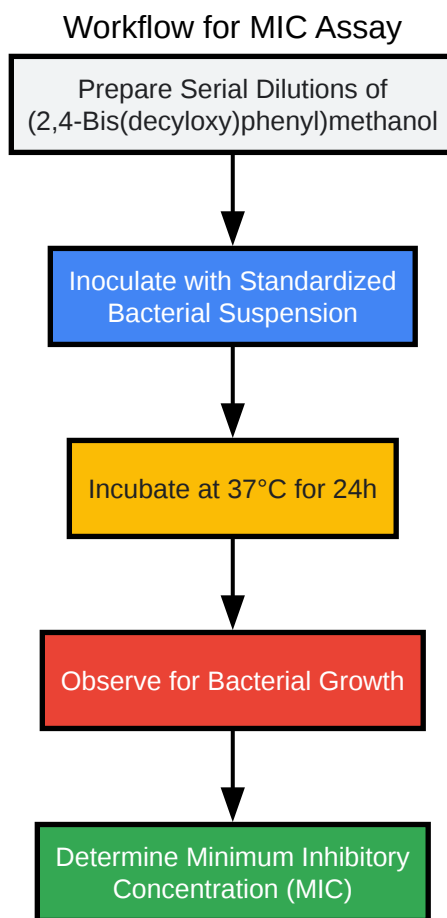 Workflow for MIC Assay
Prepare Serial Dilutions of
(2,4-Bis(decyloxy)phenyl)methanol
Inoculate with Standardized
Bacterial Suspension
Incubate at 37°C for 24h
Observe for Bacterial Growth
Determine Minimum Inhibitory
Concentration (MIC)